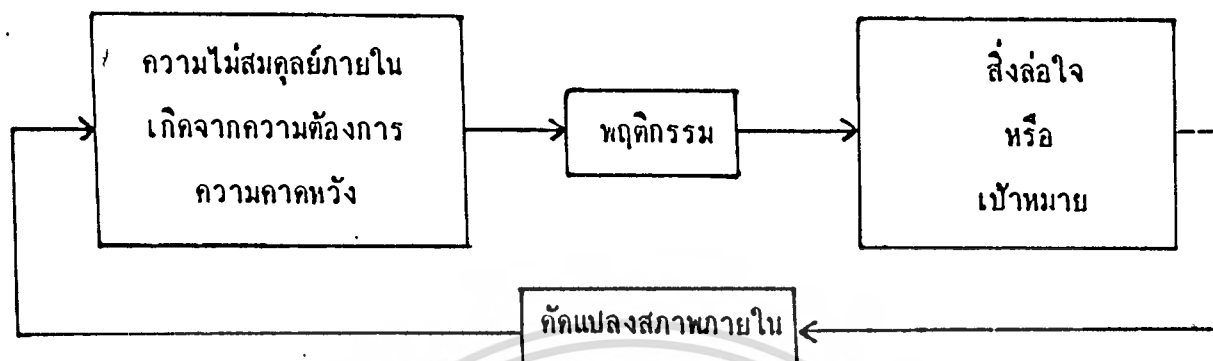 ความไม่สมดุลย์ภายใน
เกิดจากความต้องการ
ความคาดหวัง
พฤติกรรม
สิ่งล่อใจ
หรือ
เป้าหมาย
ดัดแปลงสภาพภายใน